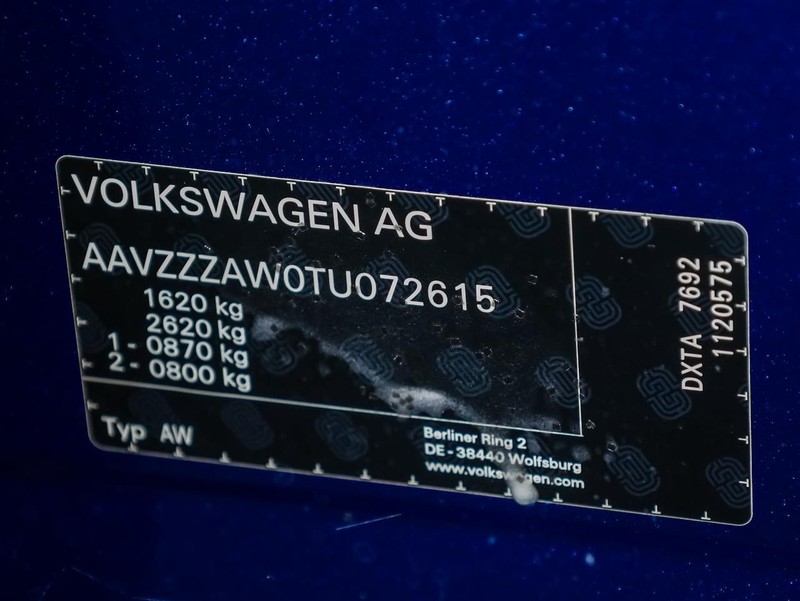 VOLKSWAGEN AG
AAVZZZAW0TU072615
1620 kg
2620 kg
1 - 0870 kg
2 - 0800 kg
Typ AW
Berliner Ring 2
DE - 38440 Wolfsburg
www.volkswagen.com
DXTA 7692
1120575